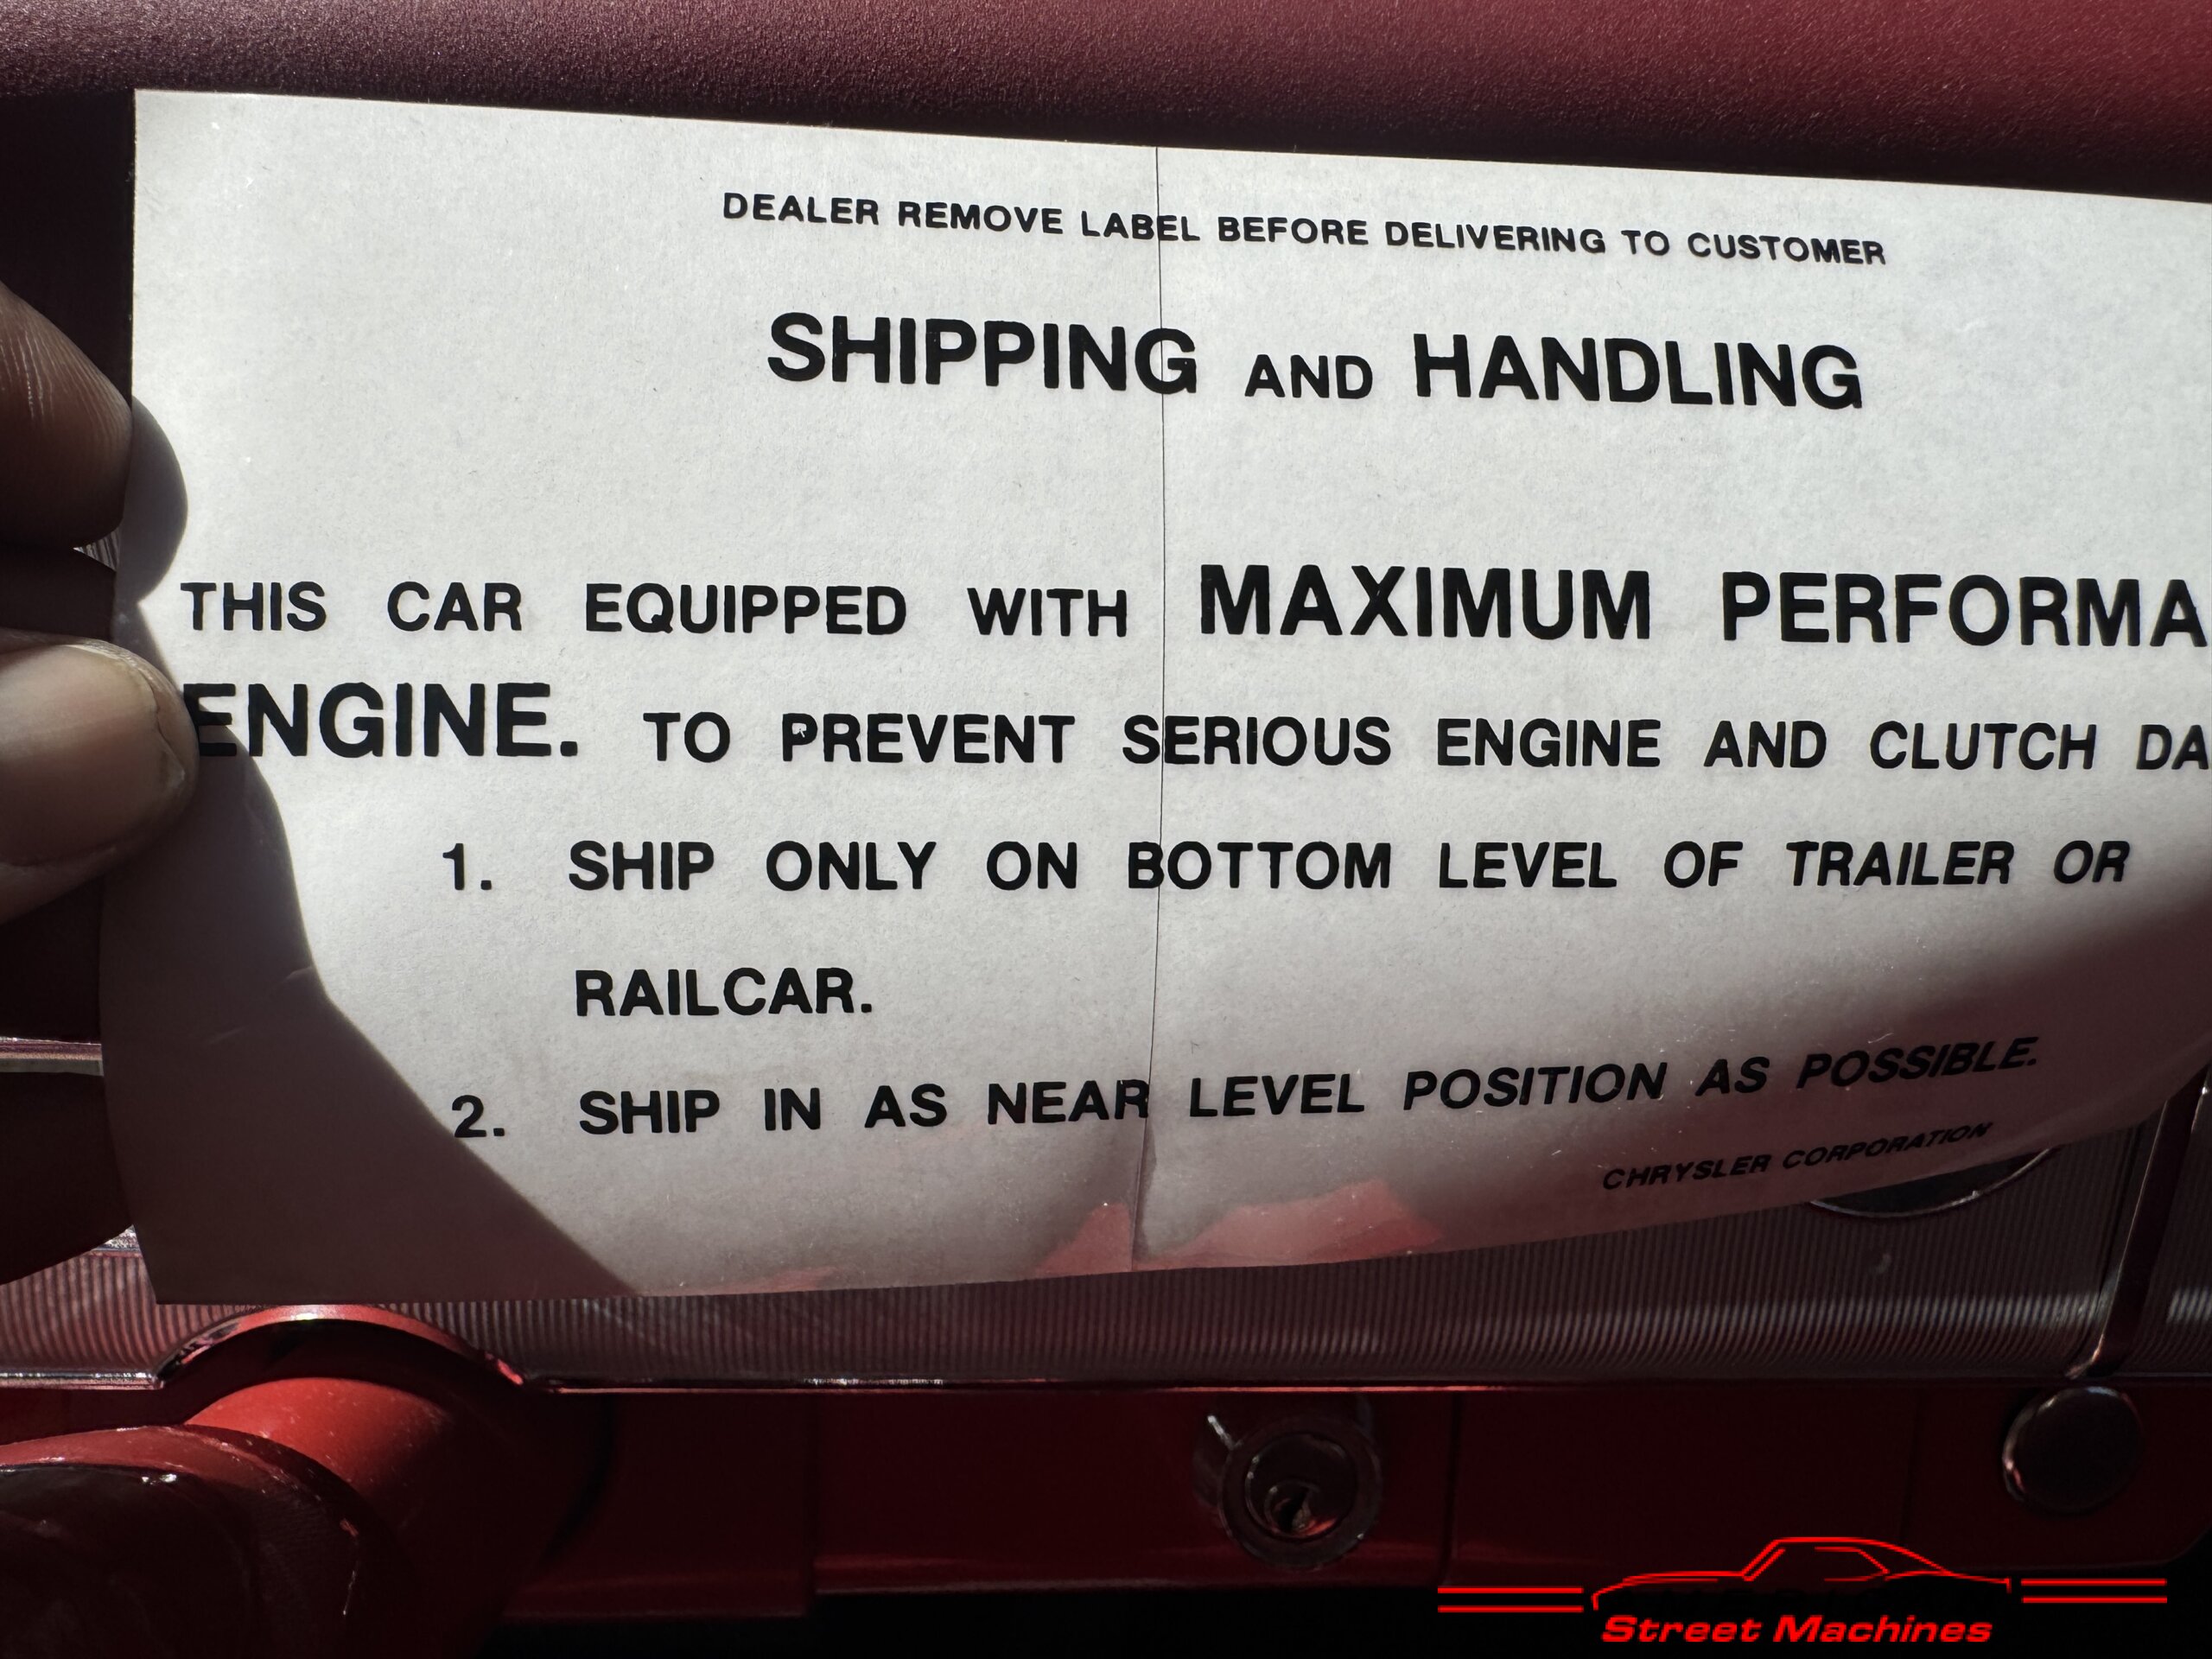 DEALER REMOVE LABEL BEFORE DELIVERING TO CUSTOMER
SHIPPING AND HANDLING
THIS CAR EQUIPPED WITH MAXIMUM PERFORMA
ENGINE. TO PREVENT SERIOUS ENGINE AND CLUTCH DA
1. SHIP ONLY ON BOTTOM LEVEL OF TRAILER OR
RAILCAR.
2. SHIP IN AS NEAR LEVEL POSITION AS POSSIBLE.
CHRYSLER CORPORATION
Street Machines